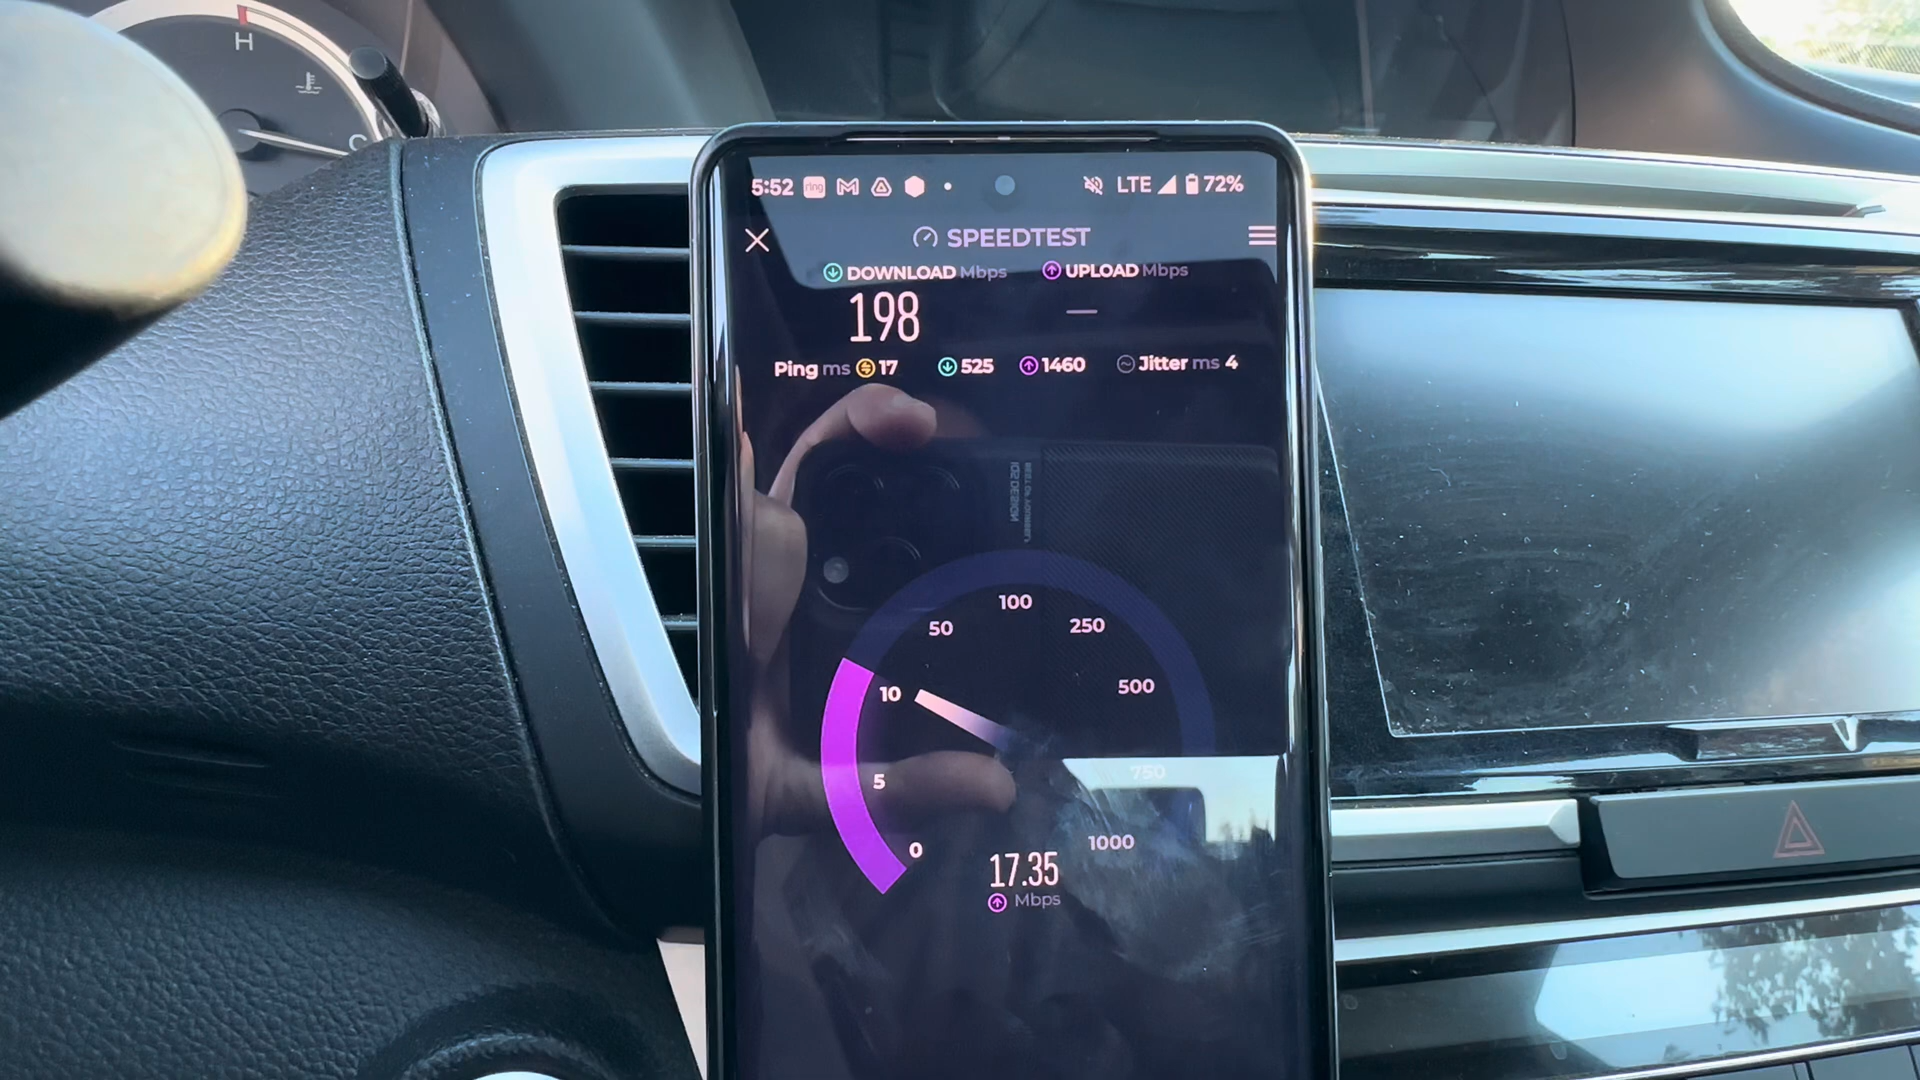 H
C
5:52 ring LTE 72%
SPEEDTEST
DOWNLOAD Mbps UPLOAD Mbps
198 —
Ping ms 17 525 1460 Jitter ms 4
100
50 250
10 500
5 750
0 1000
17.35
Mbps